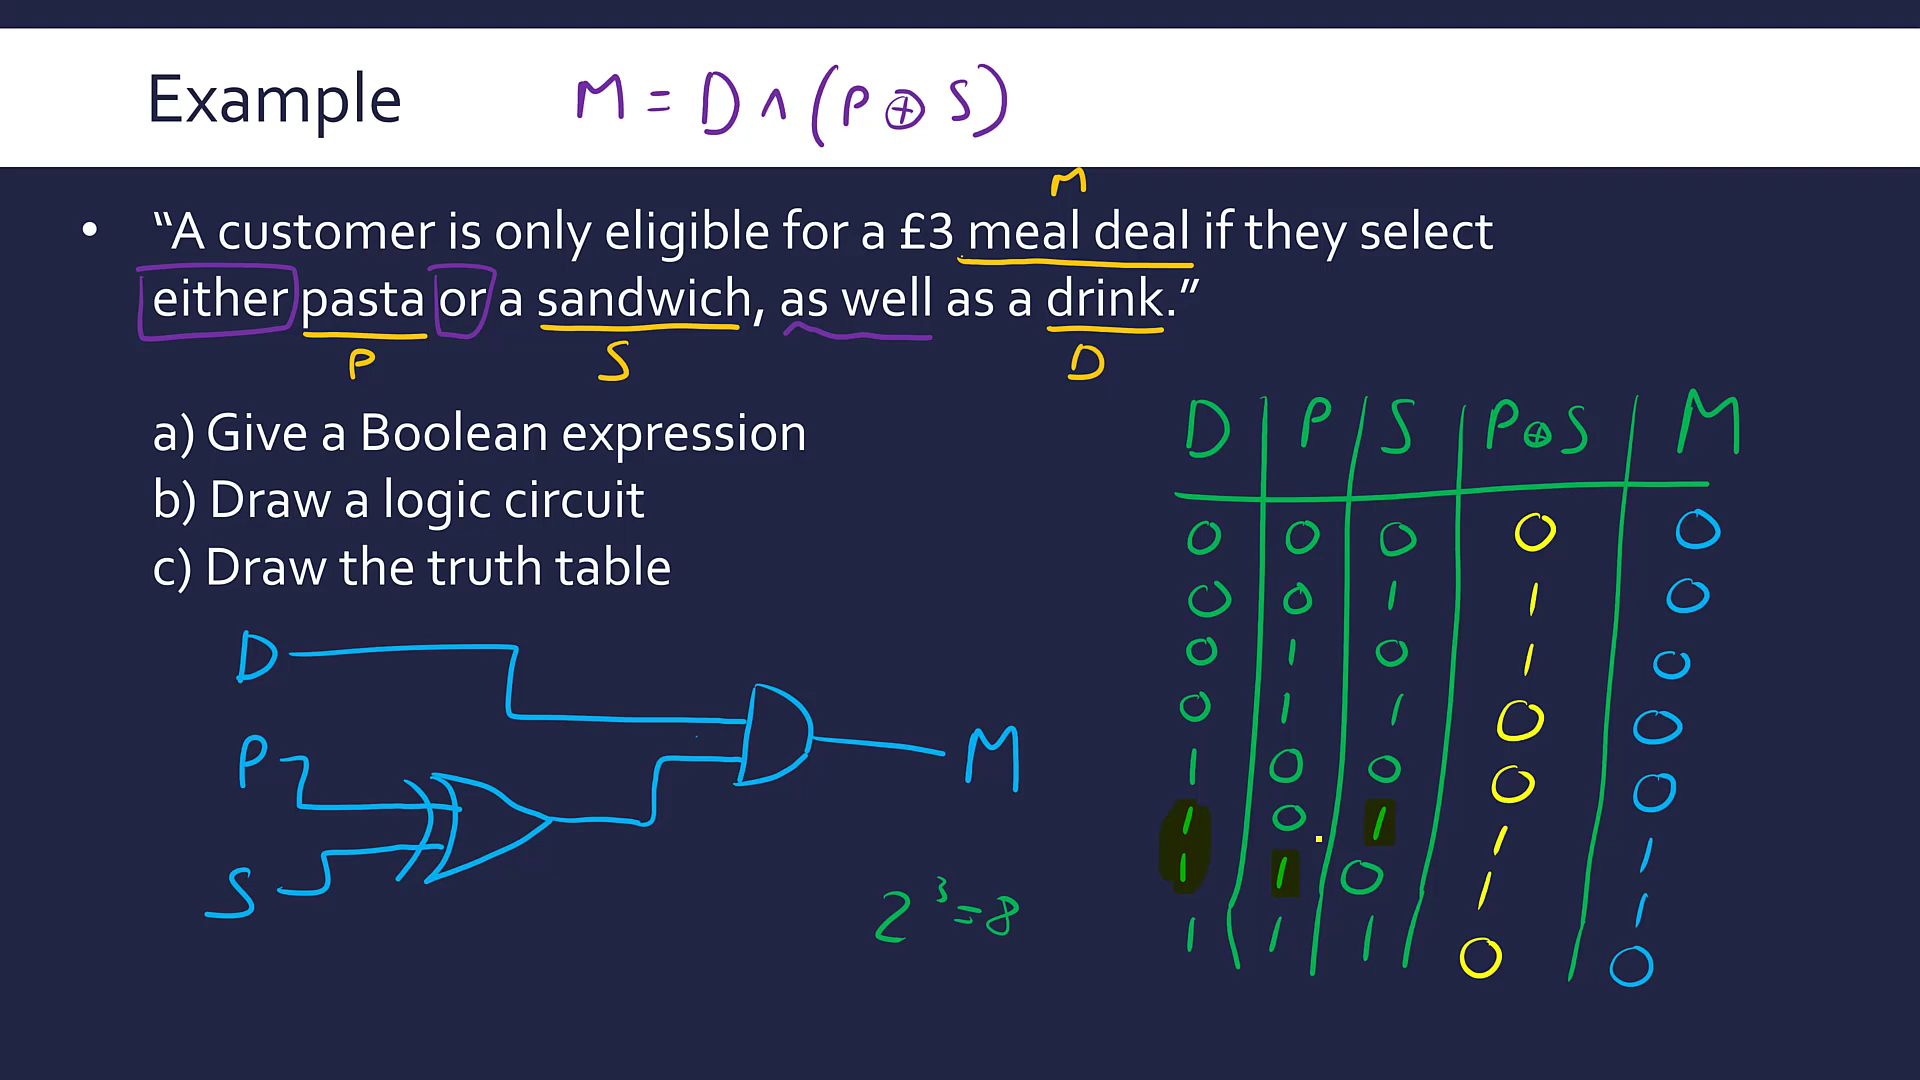 Example M = D ∧ (P ⊕ S)
M
• “A customer is only eligible for a £3 meal deal if they select
either pasta or a sandwich, as well as a drink.”
P S D
a) Give a Boolean expression
b) Draw a logic circuit
c) Draw the truth table
D
P
S
M
2³=8
D P S P⊕S M
0 0 0 0 0
0 0 1 1 0
0 1 0 1 0
0 1 1 0 0
1 0 0 0 0
1 0 1 1 1
1 1 0 1 1
1 1 1 0 0